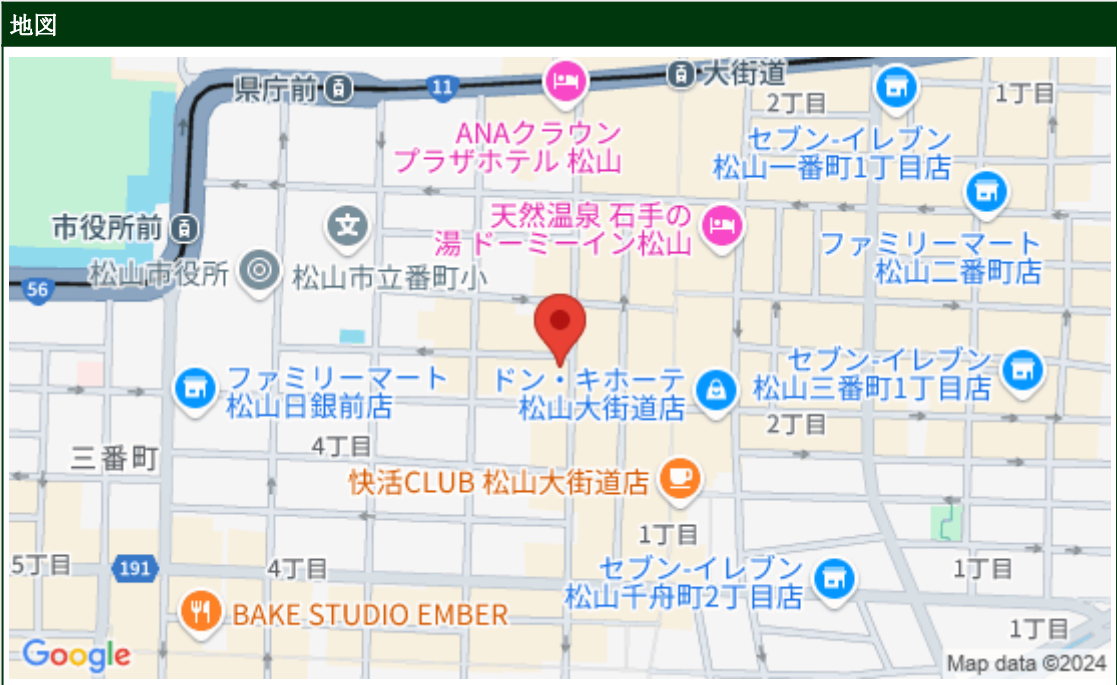 地図
県庁前
11
大街道
2丁目
1丁目
ANAクラウン
プラザホテル 松山
セブン-イレブン
松山一番町1丁目店
市役所前
天然温泉 石手の
湯 ドーミーイン松山
ファミリーマート
松山二番町店
松山市役所
松山市立番町小
56
ファミリーマート
松山日銀前店
ドン・キホーテ
松山大街道店
セブン-イレブン
松山三番町1丁目店
2丁目
三番町
4丁目
快活CLUB 松山大街道店
1丁目
5丁目
191
4丁目
セブン-イレブン
松山千舟町2丁目店
1丁目
BAKE STUDIO EMBER
1丁目
Google
Map data ©2024